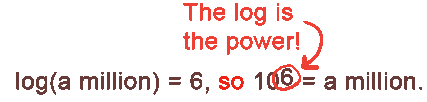 The log is
the power!
log(a million) = 6, so 10⁶ = a million.